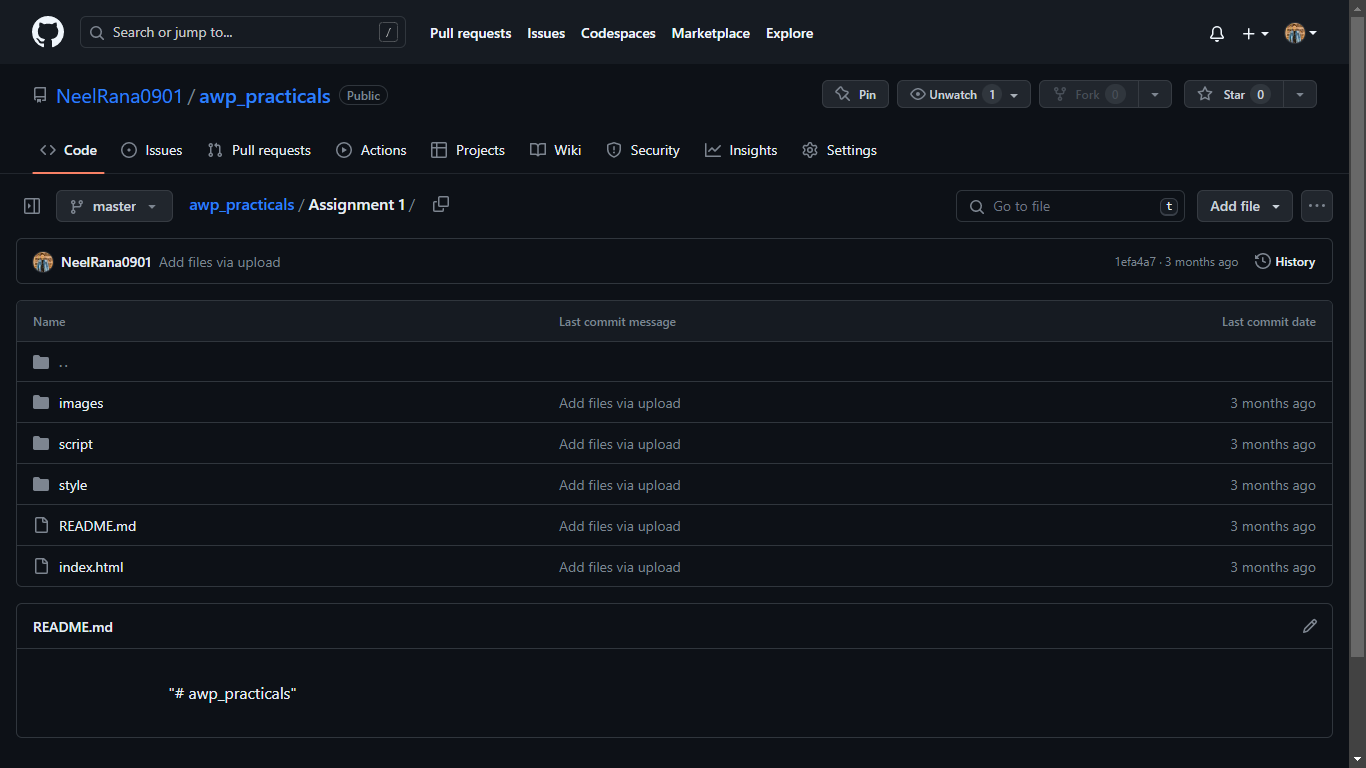 Search or jump to... /
Pull requests Issues Codespaces Marketplace Explore
NeelRana0901 / awp_practicals Public
Pin Unwatch 1 Fork 0 Star 0
Code Issues Pull requests Actions Projects Wiki Security Insights Settings
master awp_practicals / Assignment 1 / Go to file t Add file
NeelRana0901 Add files via upload 1efa4a7 · 3 months ago History
Name Last commit message Last commit date
..
images Add files via upload 3 months ago
script Add files via upload 3 months ago
style Add files via upload 3 months ago
README.md Add files via upload 3 months ago
index.html Add files via upload 3 months ago
README.md
"# awp_practicals"